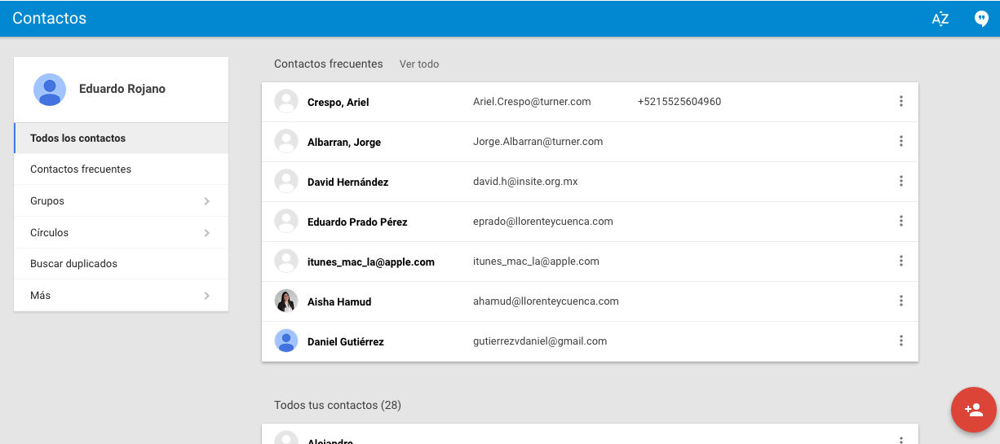 Contactos
AZ
Eduardo Rojano
Todos los contactos
Contactos frecuentes
Grupos
Círculos
Buscar duplicados
Más
Contactos frecuentes Ver todo
Crespo, Ariel Ariel.Crespo@turner.com +5215525604960
Albarran, Jorge Jorge.Albarran@turner.com
David Hernández david.h@insite.org.mx
Eduardo Prado Pérez eprado@llorenteycuenca.com
itunes_mac_la@apple.com itunes_mac_la@apple.com
Aisha Hamud ahamud@llorenteycuenca.com
Daniel Gutiérrez gutierrezvdaniel@gmail.com
Todos tus contactos (28)
Alejandro